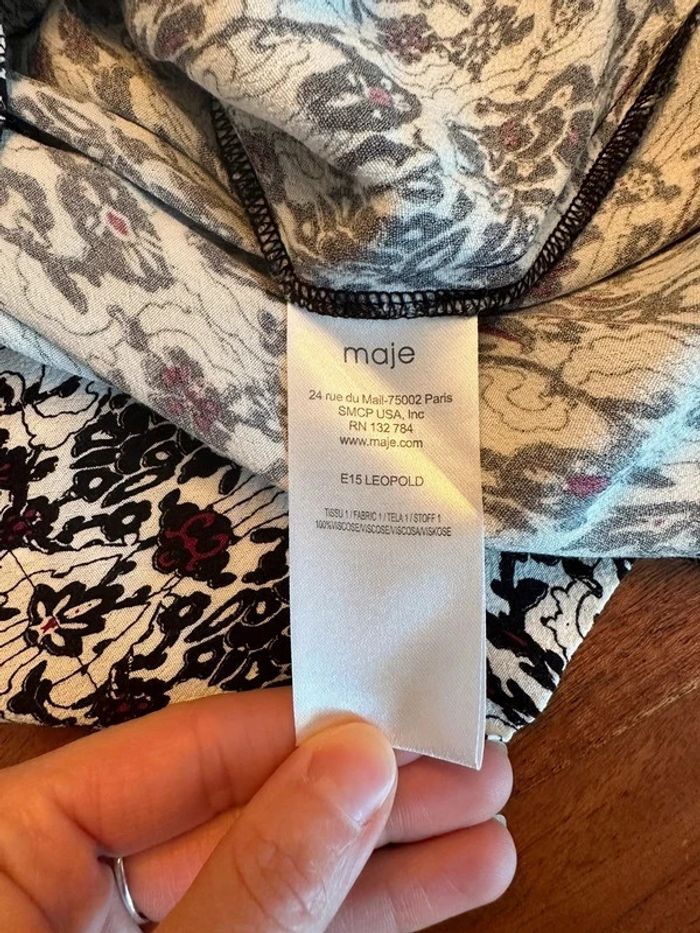 maje
24 rue du Mail-75002 Paris
SMCP USA, Inc
RN 132 784
www.maje.com
E15 LEOPOLD
TISSU 1 / FABRIC 1 / TELA 1 / STOFF 1
100%VISCOSE/VISCOSE/VISCOSA/VISKOSE